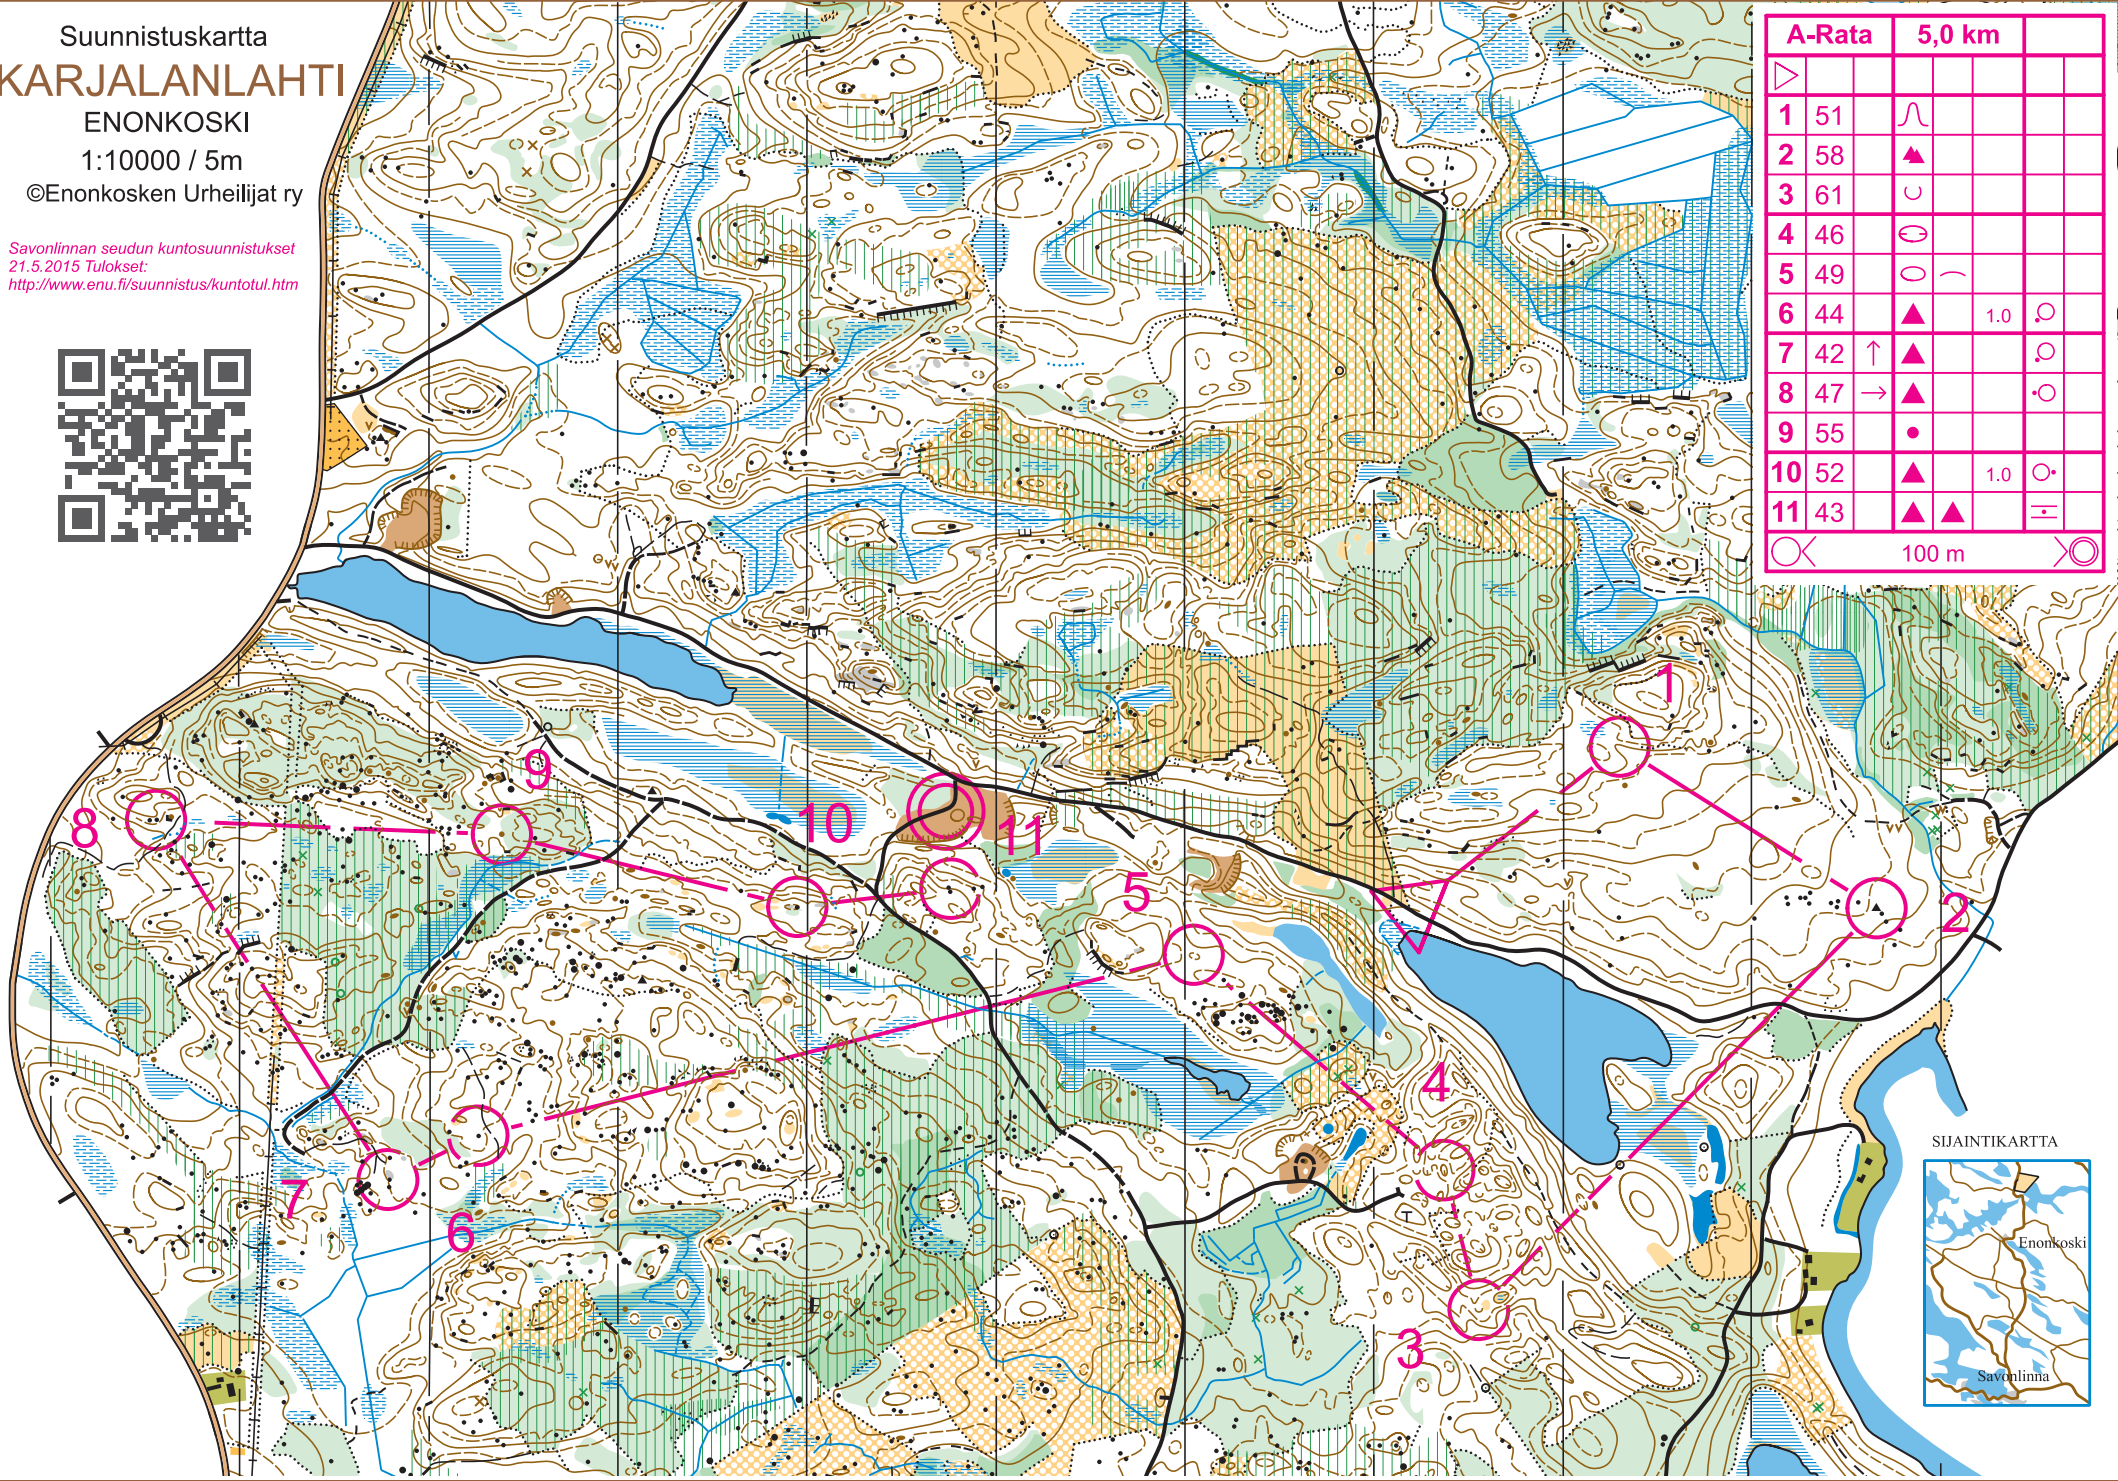 Suunnistuskartta
KARJALANLAHTI
ENONKOSKI
1:10000 / 5m
©Enonkosken Urheilijat ry
Savonlinnan seudun kuntosuunnistukset
21.5.2015 Tulokset:
http://www.enu.fi/suunnistus/kuntotul.htm
A-Rata 5,0 km
1 51
2 58
3 61
4 46
5 49
6 44 1.0
7 42
8 47
9 55
10 52 1.0
11 43
100 m
1
2
3
4
5
6
7
8
9
10
11
SIJAINTIKARTTA
Enonkoski
Savonlinna